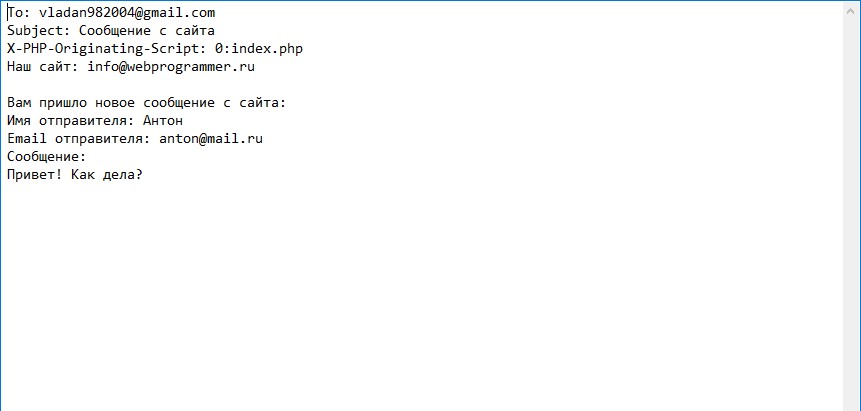 To: vladan982004@gmail.com
Subject: Сообщение с сайта
X-PHP-Originating-Script: 0:index.php
Наш сайт: info@webprogrammer.ru
Вам пришло новое сообщение с сайта:
Имя отправителя: Антон
Email отправителя: anton@mail.ru
Сообщение:
Привет! Как дела?